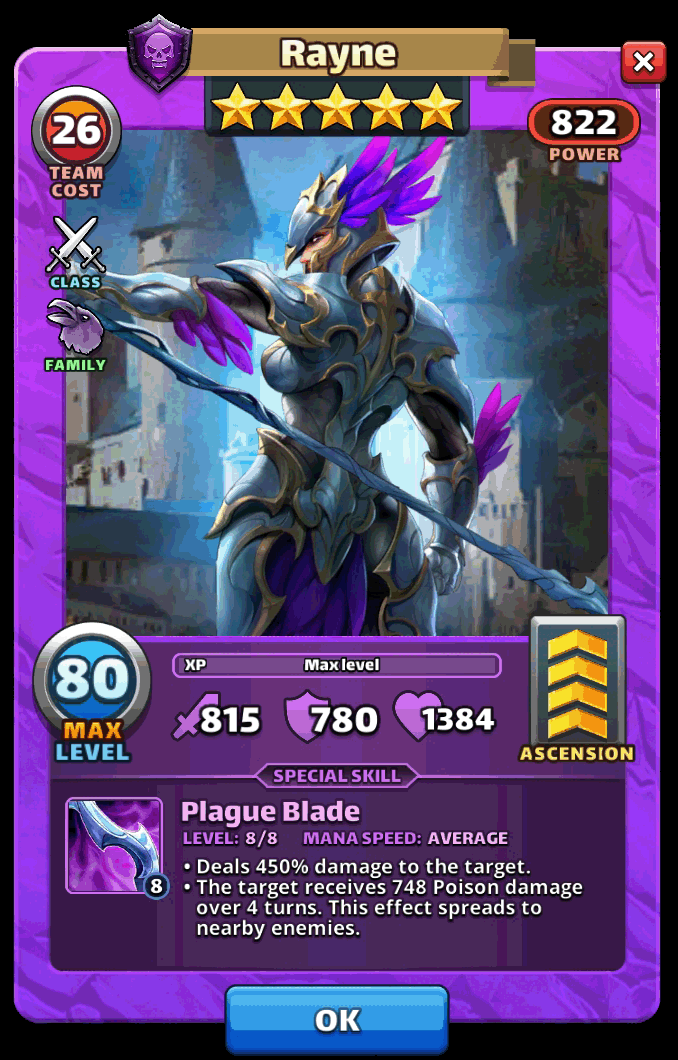 Rayne
26
TEAM
COST
822
POWER
CLASS
FAMILY
80
MAX
LEVEL
XP Max level
815 780 1384
ASCENSION
SPECIAL SKILL
Plague Blade
LEVEL: 8/8 MANA SPEED: AVERAGE
8
• Deals 450% damage to the target.
• The target receives 748 Poison damage
over 4 turns. This effect spreads to
nearby enemies.
OK